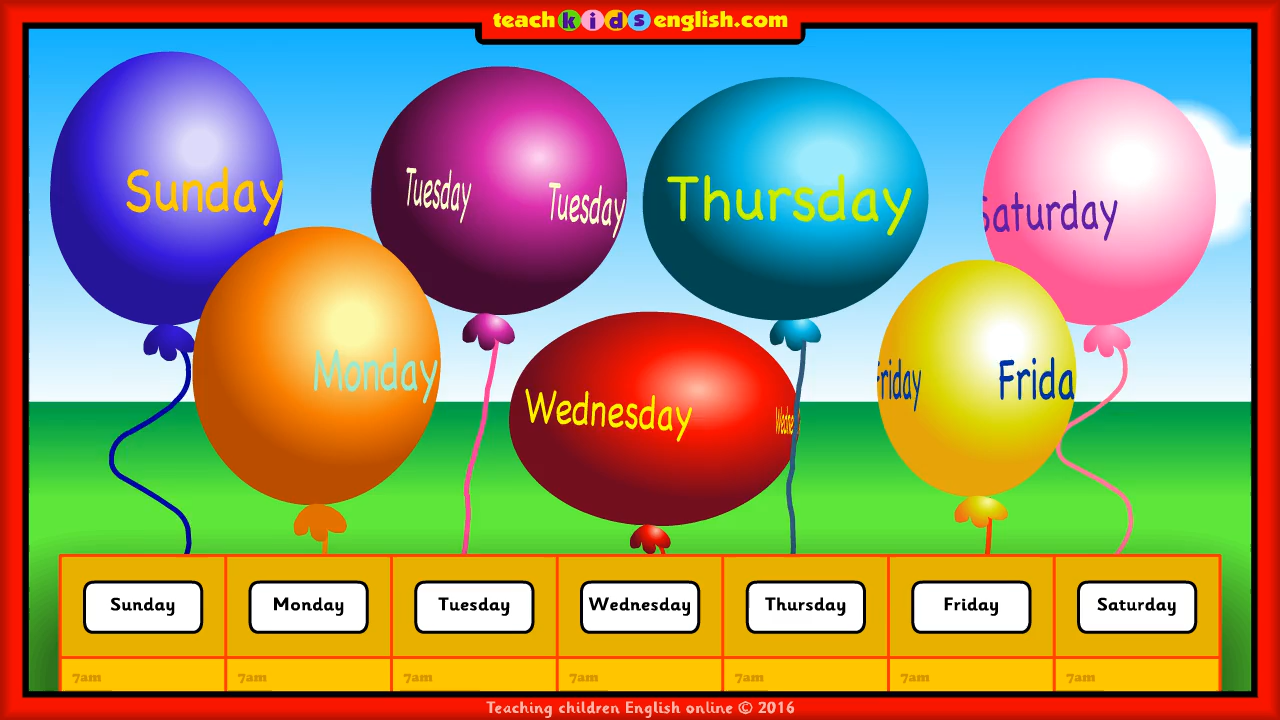 teachkidsenglish.com
Sunday
Tuesday Tuesday
Thursday
Saturday
Monday
Wednesday Wedne
Friday Frida
Sunday Monday Tuesday Wednesday Thursday Friday Saturday
7am 7am 7am 7am 7am 7am 7am
Teaching children English online © 2016